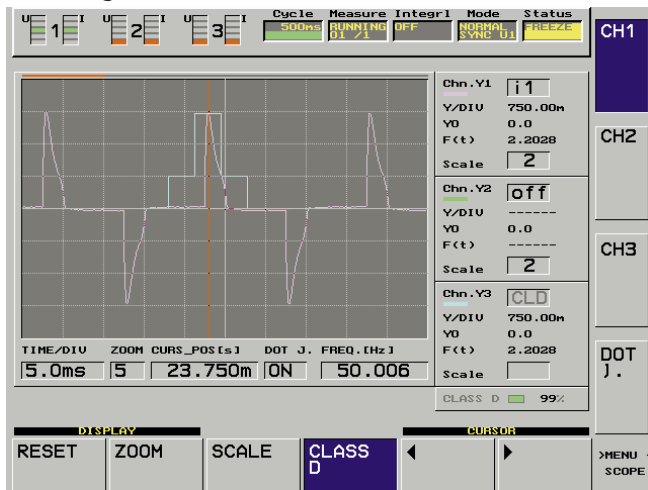 Cycle Measure Integrl Mode Status
U 1 I U 2 I U 3 I 500ms RUNNING OFF NORMAL FREEZE
01 /1 SYNC U1
CH1
Chn.Y1 i1
Y/DIV 750.00m
Y0 0.0
F(t) 2.2028
Scale 2
CH2
Chn.Y2 off
Y/DIV ------
Y0 0.0
F(t) ------
Scale 2
CH3
Chn.Y3 CLD
Y/DIV 750.00m
Y0 0.0
F(t) 2.2028
Scale
DOT
J.
TIME/DIV ZOOM CURS_POS[s] DOT J. FREQ.[Hz]
5.0ms 5 23.750m ON 50.006
CLASS D 99%
DISPLAY CURSOR
RESET ZOOM SCALE CLASS
D
>MENU
SCOPE